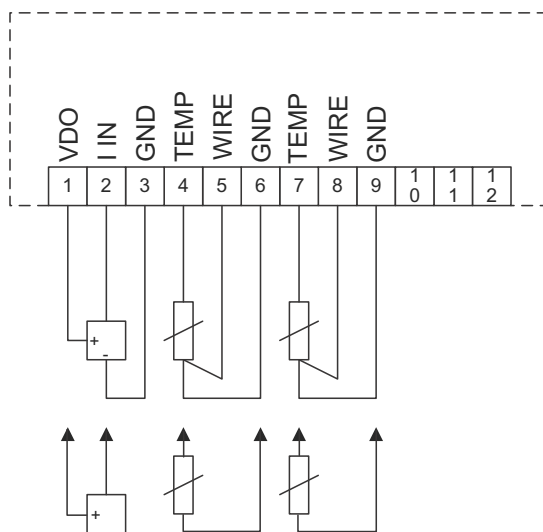 VDO
I IN
GND
TEMP
WIRE
GND
TEMP
WIRE
GND
1 2 3 4 5 6 7 8 9 10 11 12
+
-
+